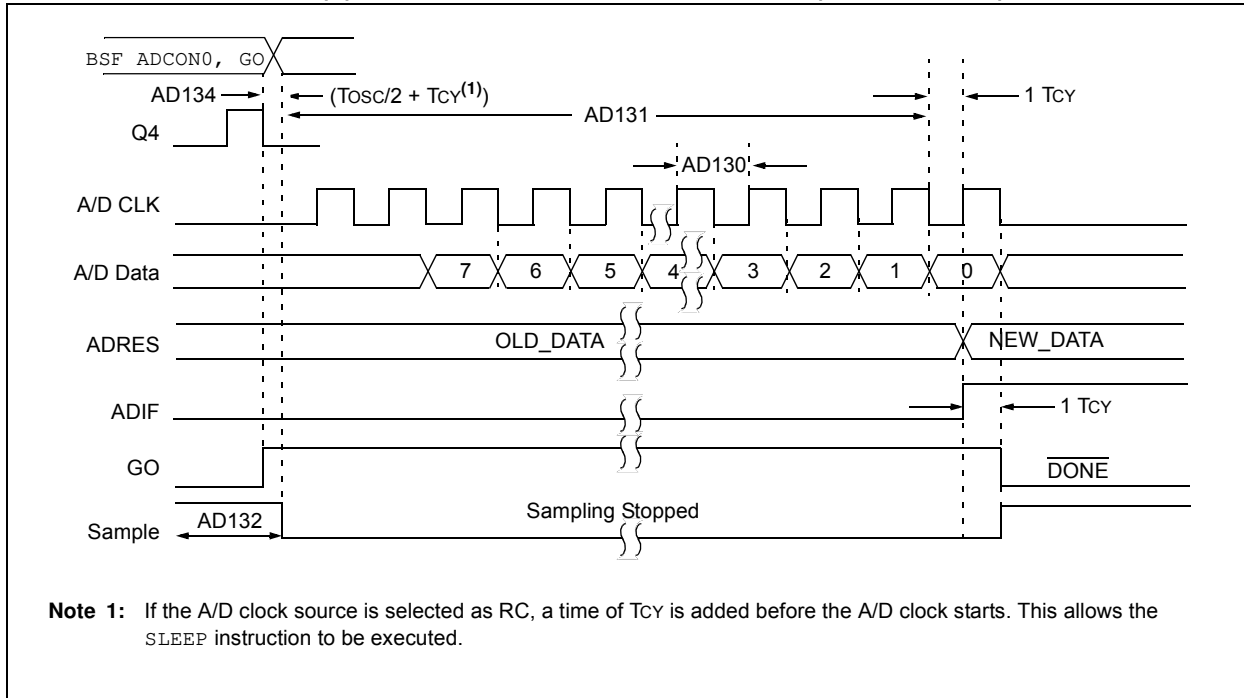 BSF ADCON0, GO
AD134
(TOSC/2 + TCY(1))
1 TCY
AD131
Q4
AD130
A/D CLK
A/D Data
7 6 5 4 3 2 1 0
ADRES
OLD_DATA
NEW_DATA
ADIF
1 TCY
GO
DONE
Sample
AD132
Sampling Stopped
Note 1: If the A/D clock source is selected as RC, a time of TCY is added before the A/D clock starts. This allows the
SLEEP instruction to be executed.